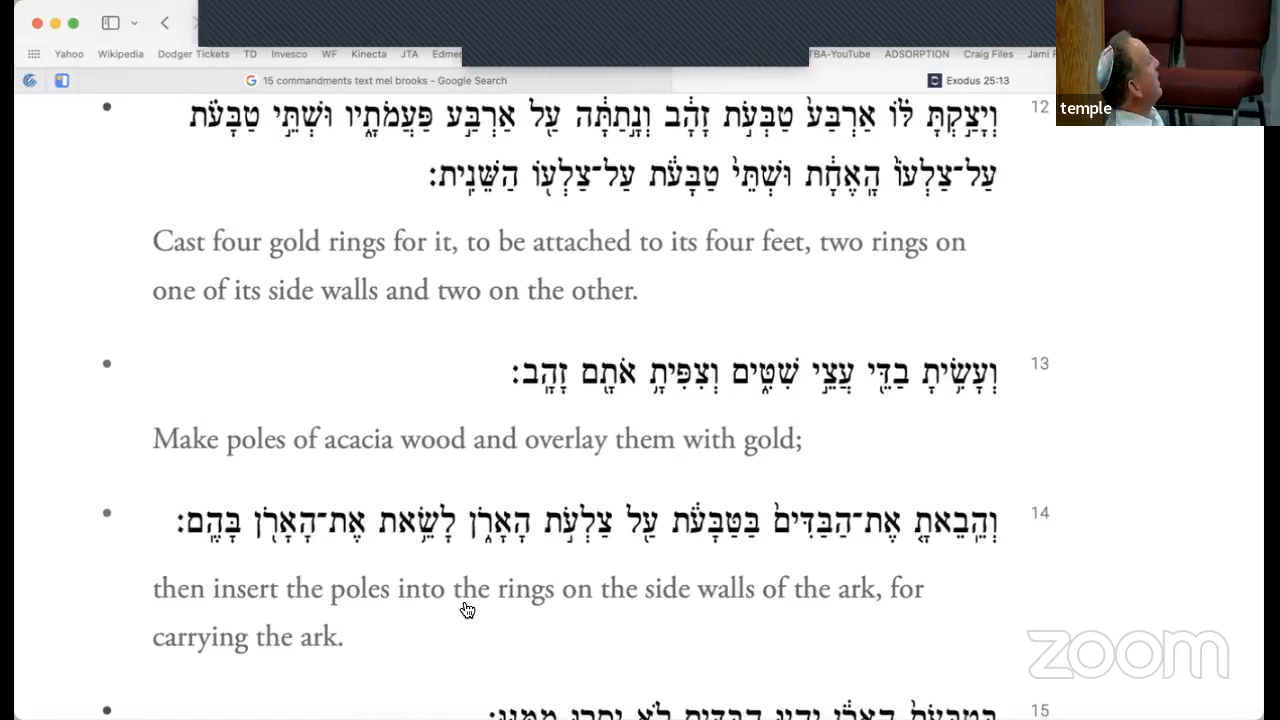 Yahoo Wikipedia Dodger Tickets TD Invesco WF Kinecta JTA Edmer TBA-YouTube ADSORPTION Craig Files Jami
15 commandments text mel brooks - Google Search
Exodus 25:13
temple
12
וְיָצַ֣קְתָּ לּ֗וֹ אַרְבַּע֙ טַבְּעֹ֣ת זָהָ֔ב וְנָ֣תַתָּ֔ה עַ֖ל אַרְבַּ֣ע פַּעֲמֹתָ֑יו וּשְׁתֵּ֣י טַבָּעֹ֗ת
עַל־צַלְעוֹ֙ הָֽאֶחָ֔ת וּשְׁתֵּי֙ טַבָּעֹ֔ת עַל־צַלְע֖וֹ הַשֵּׁנִֽית׃
Cast four gold rings for it, to be attached to its four feet, two rings on
one of its side walls and two on the other.
13
וְעָשִׂ֥יתָ בַדֵּ֖י עֲצֵ֣י שִׁטִּ֑ים וְצִפִּיתָ֥ אֹתָ֖ם זָהָֽב׃
Make poles of acacia wood and overlay them with gold;
14
וְהֵֽבֵאתָ֤ אֶת־הַבַּדִּים֙ בַּטַּבָּעֹ֔ת עַ֖ל צַלְעֹ֣ת הָאָרֹ֑ן לָשֵׂ֥את אֶת־הָאָרֹ֖ן בָּהֶֽם׃
then insert the poles into the rings on the side walls of the ark, for
carrying the ark.
15
בְּטַבְּעֹת֙ הָאָרֹ֔ן יִהְי֖וּ הַבַּדִּ֑ים לֹ֥א יָסֻ֖רוּ מִמֶּֽנּוּ׃
zoom